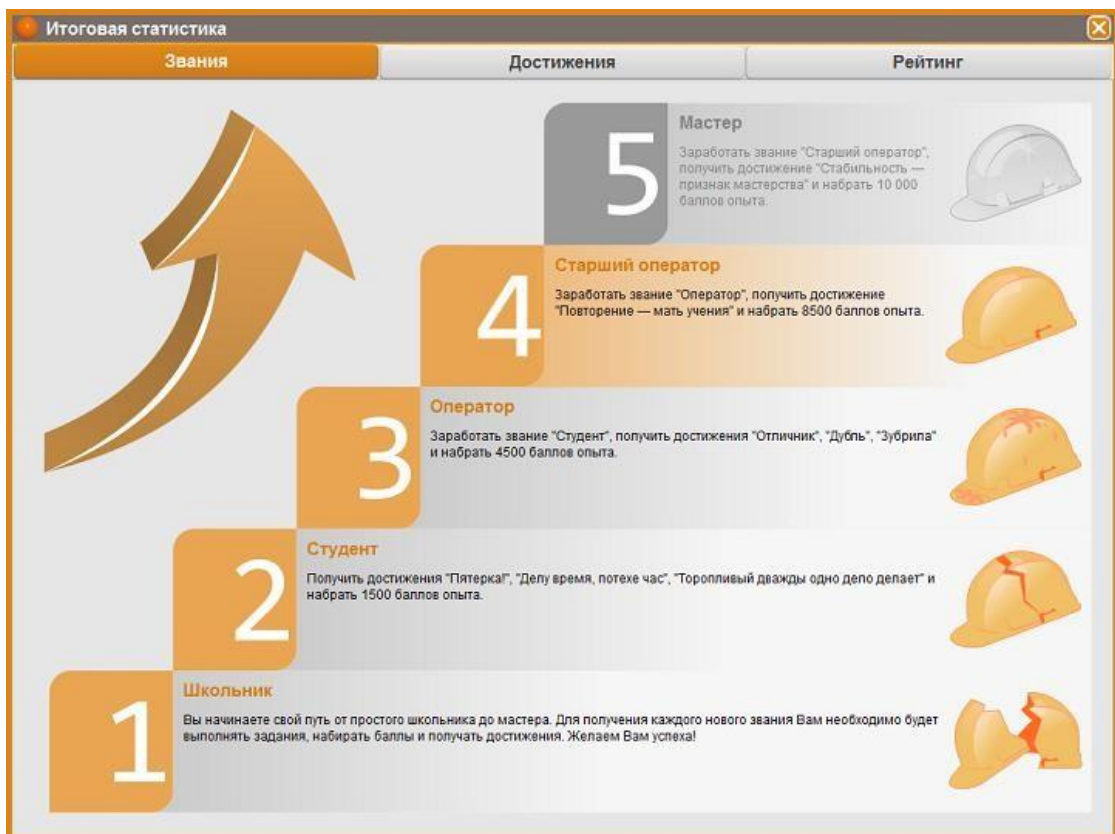 Итоговая статистика
Звания
Достижения
Рейтинг
5
Мастер
Заработать звание "Старший оператор",
получить достижение "Стабильность —
признак мастерства" и набрать 10 000
баллов опыта.
4
Старший оператор
Заработать звание "Оператор", получить достижение
"Повторение — мать учения" и набрать 8500 баллов опыта.
3
Оператор
Заработать звание "Студент", получить достижения "Отличник", "Дубль", "Зубрила"
и набрать 4500 баллов опыта.
2
Студент
Получить достижения "Пятерка!", "Делу время, потехе час", "Торопливый дважды одно дело делает" и
набрать 1500 баллов опыта.
1
Школьник
Вы начинаете свой путь от простого школьника до мастера. Для получения каждого нового звания Вам необходимо будет
выполнять задания, набирать баллы и получать достижения. Желаем Вам успеха!